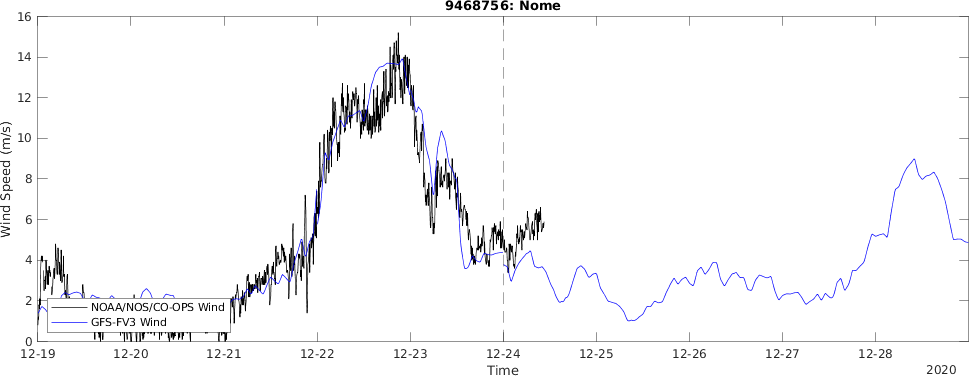 9468756: Nome
16
14
12
10
8
6
4
2
0
Wind Speed (m/s)
NOAA/NOS/CO-OPS Wind
GFS-FV3 Wind
12-19 12-20 12-21 12-22 12-23 12-24 12-25 12-26 12-27 12-28
Time
2020